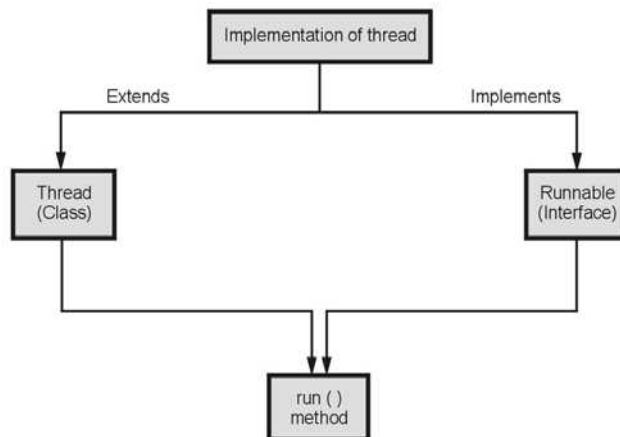 Implementation of thread
Extends
Implements
Thread
(Class)
Runnable
(Interface)
run ( )
method